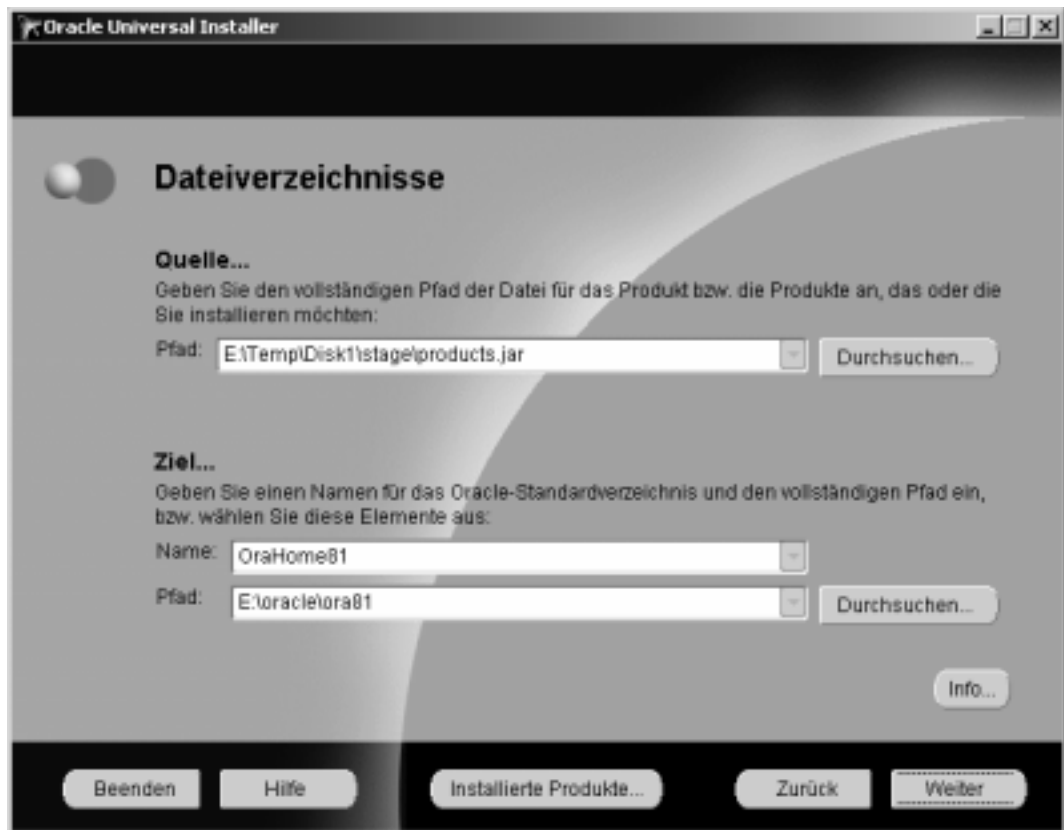 Oracle Universal Installer
Dateiverzeichnisse
Quelle...
Geben Sie den vollständigen Pfad der Datei für das Produkt bzw. die Produkte an, das oder die
Sie installieren möchten:
Pfad: E:\Temp\Disk1\stage\products.jar Durchsuchen...
Ziel...
Geben Sie einen Namen für das Oracle-Standardverzeichnis und den vollständigen Pfad ein,
bzw. wählen Sie diese Elemente aus:
Name: OraHome81
Pfad: E:\oracle\ora81 Durchsuchen...
Info...
Beenden Hilfe Installierte Produkte... Zurück Weiter